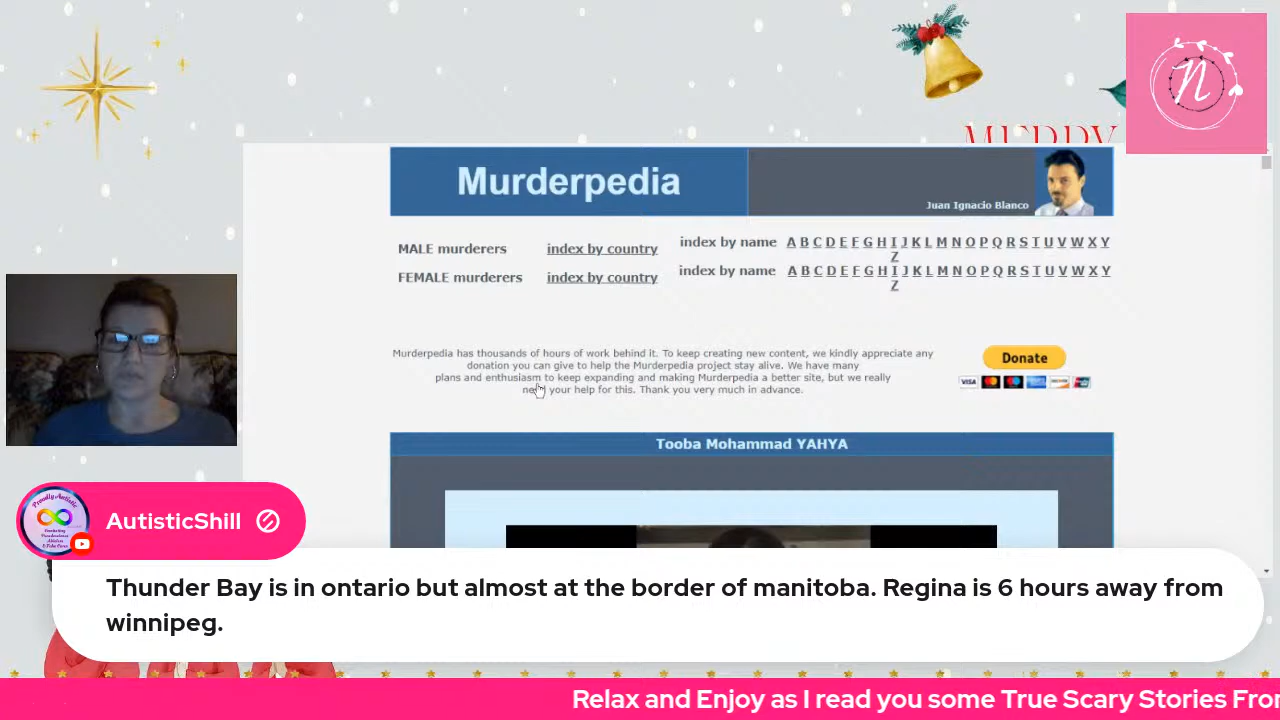 N
MURDY
Murderpedia
Juan Ignacio Blanco
MALE murderers index by country index by name A B C D E F G H I J K L M N O P Q R S T U V W X Y
Z
FEMALE murderers index by country index by name A B C D E F G H I J K L M N O P Q R S T U V W X Y
Z
Murderpedia has thousands of hours of work behind it. To keep creating new content, we kindly appreciate any
donation you can give to help the Murderpedia project stay alive. We have many
plans and enthusiasm to keep expanding and making Murderpedia a better site, but we really
need your help for this. Thank you very much in advance.
Donate
VISA
Tooba Mohammad YAHYA
Proudly Autistic
AutisticShill
Thunder Bay is in ontario but almost at the border of manitoba. Regina is 6 hours away from
winnipeg.
Relax and Enjoy as I read you some True Scary Stories Fro